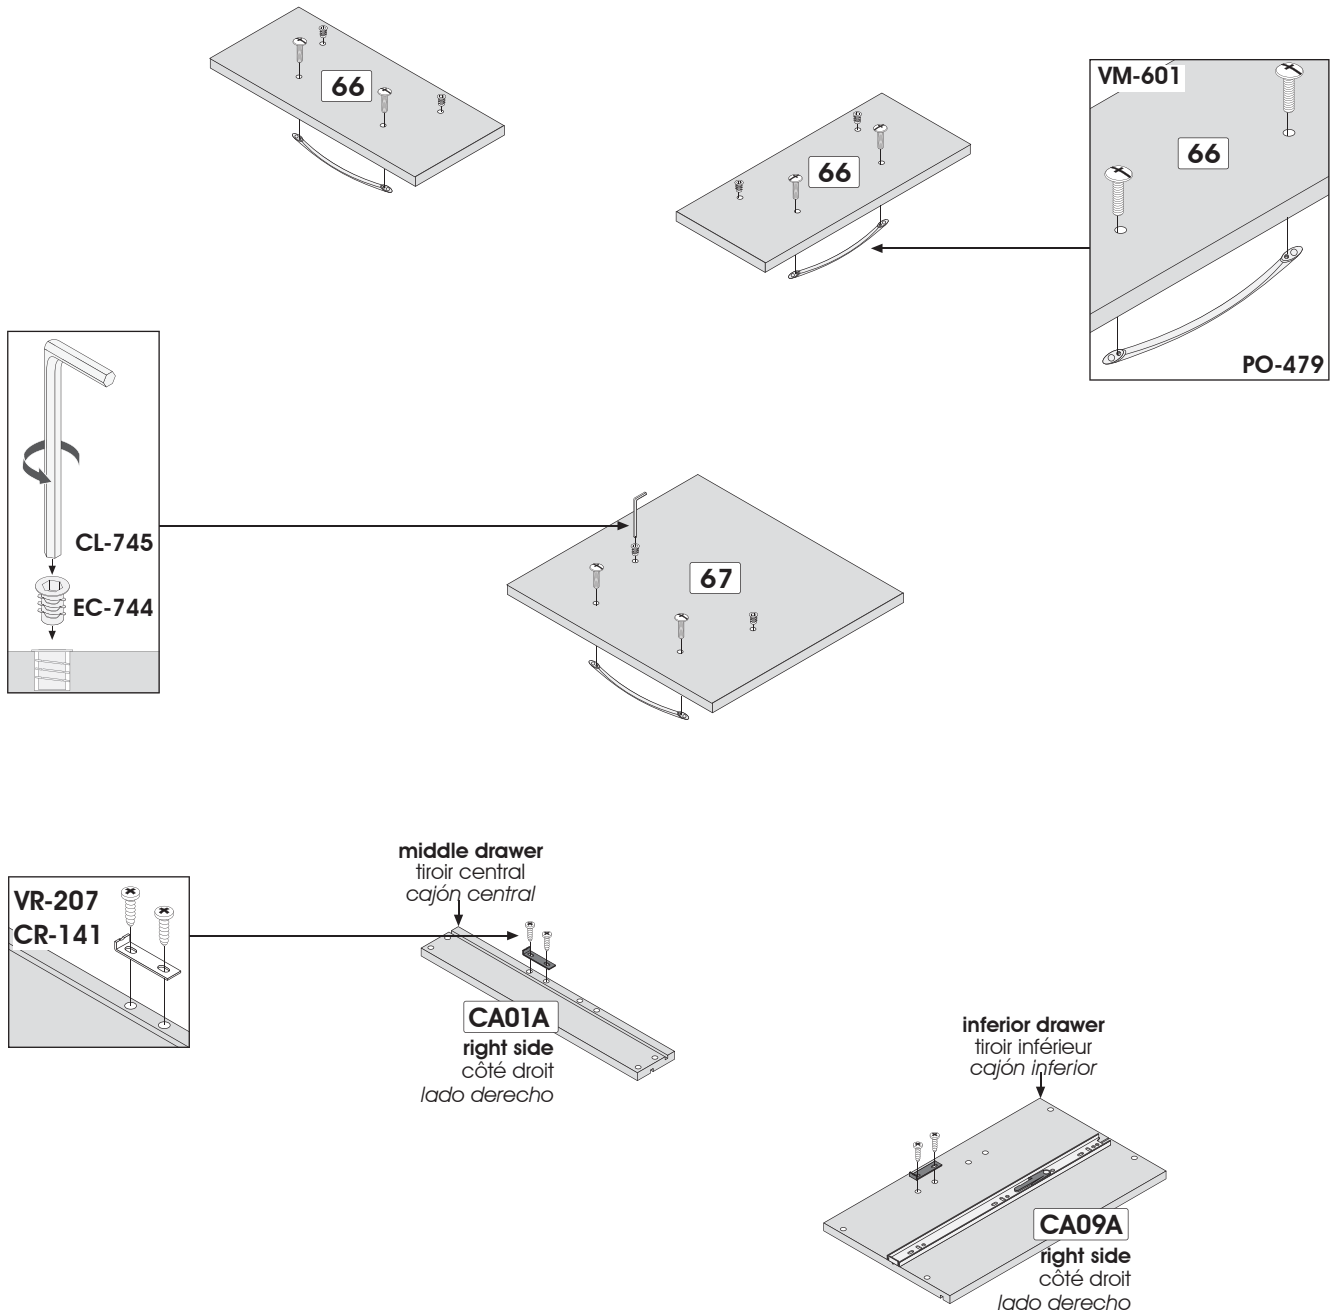 66
VM-601
66
66
PO-479
CL-745
EC-744
67
middle drawer
tiroir central
cajón central
VR-207
CR-141
CA01A
right side
côté droit
lado derecho
inferior drawer
tiroir inférieur
cajón inferior
CA09A
right side
côté droit
lado derecho